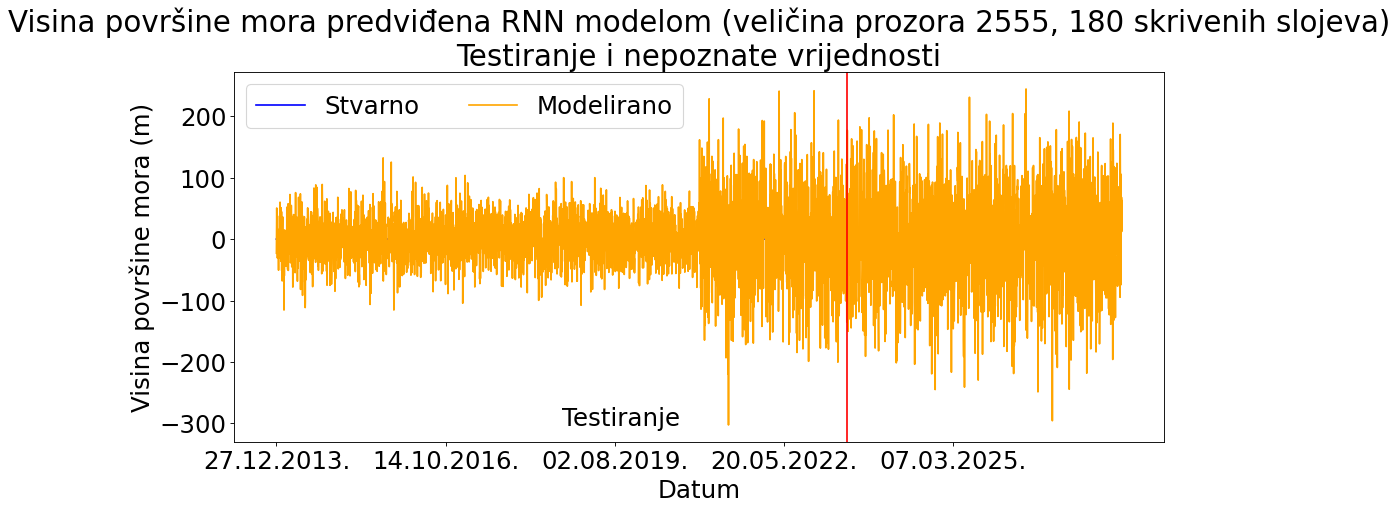 Visina površine mora predviđena RNN modelom (veličina prozora 2555, 180 skrivenih slojeva)
Testiranje i nepoznate vrijednosti
Stvarno
Modelirano
Visina površine mora (m)
200
100
0
−100
−200
−300
Testiranje
27.12.2013.
14.10.2016.
02.08.2019.
20.05.2022.
07.03.2025.
Datum